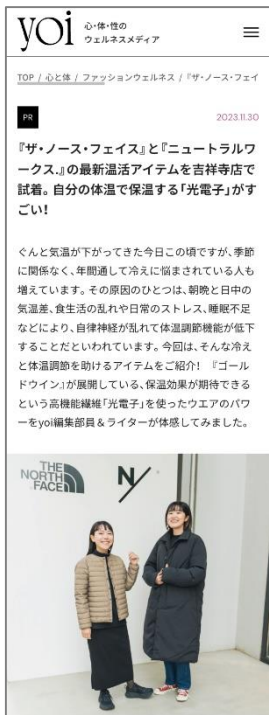 yoi
心・体・性の
ウェルネスメディア
TOP / 心と体 / ファッションウェルネス / 『ザ・ノース・フェイ
PR
2023.11.30
『ザ・ノース・フェイス』と『ニュートラルワ
ークス.』の最新温活アイテムを吉祥寺店で
試着。自分の体温で保温する「光電子」がす
ごい！
ぐんと気温が下がってきた今日この頃ですが、季節
に関係なく、年間通して冷えに悩まされている人も
増えています。その原因のひとつは、朝晩と日中の
気温差、食生活の乱れや日常のストレス、睡眠不足
などにより、自律神経が乱れて体温調節機能が低下
することだといわれています。今回は、そんな冷え
と体温調節を助けるアイテムをご紹介！ 『ゴール
ドウイン』が展開している、保温効果が期待できる
という高機能繊維「光電子」を使ったウエアのパワ
ーをyoi編集部員＆ライターが体感してみました。
THE
NORTH
FACE
N/